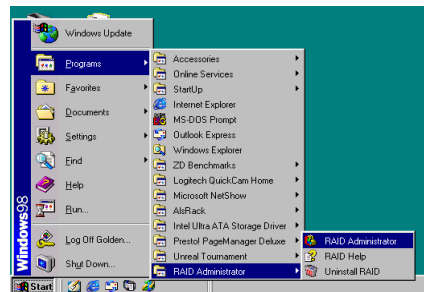 Windows Update
Programs
Favorites
Documents
Settings
Find
Help
Run...
Log Off Golden...
Shut Down...
Windows98
Start
Accessories
Online Services
StartUp
Internet Explorer
MS-DOS Prompt
Outlook Express
Windows Explorer
ZD Benchmarks
Logitech QuickCam Home
Microsoft NetShow
AlsRack
Intel Ultra ATA Storage Driver
Prestol PageManager Deluxe
Unreal Tournament
RAID Administrator
RAID Administrator
RAID Help
Uninstall RAID